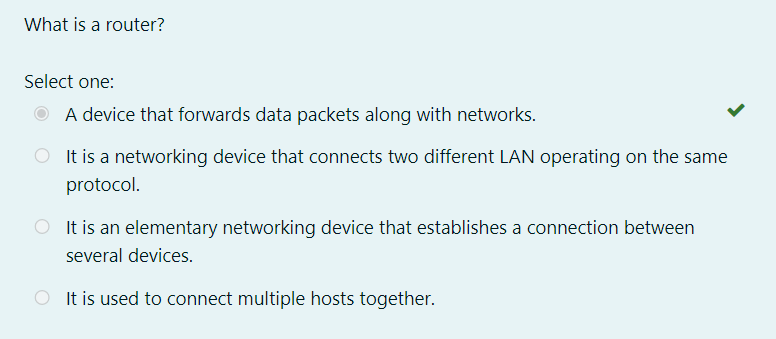 What is a router?
Select one:
A device that forwards data packets along with networks.
It is a networking device that connects two different LAN operating on the same
protocol.
It is an elementary networking device that establishes a connection between
several devices.
It is used to connect multiple hosts together.